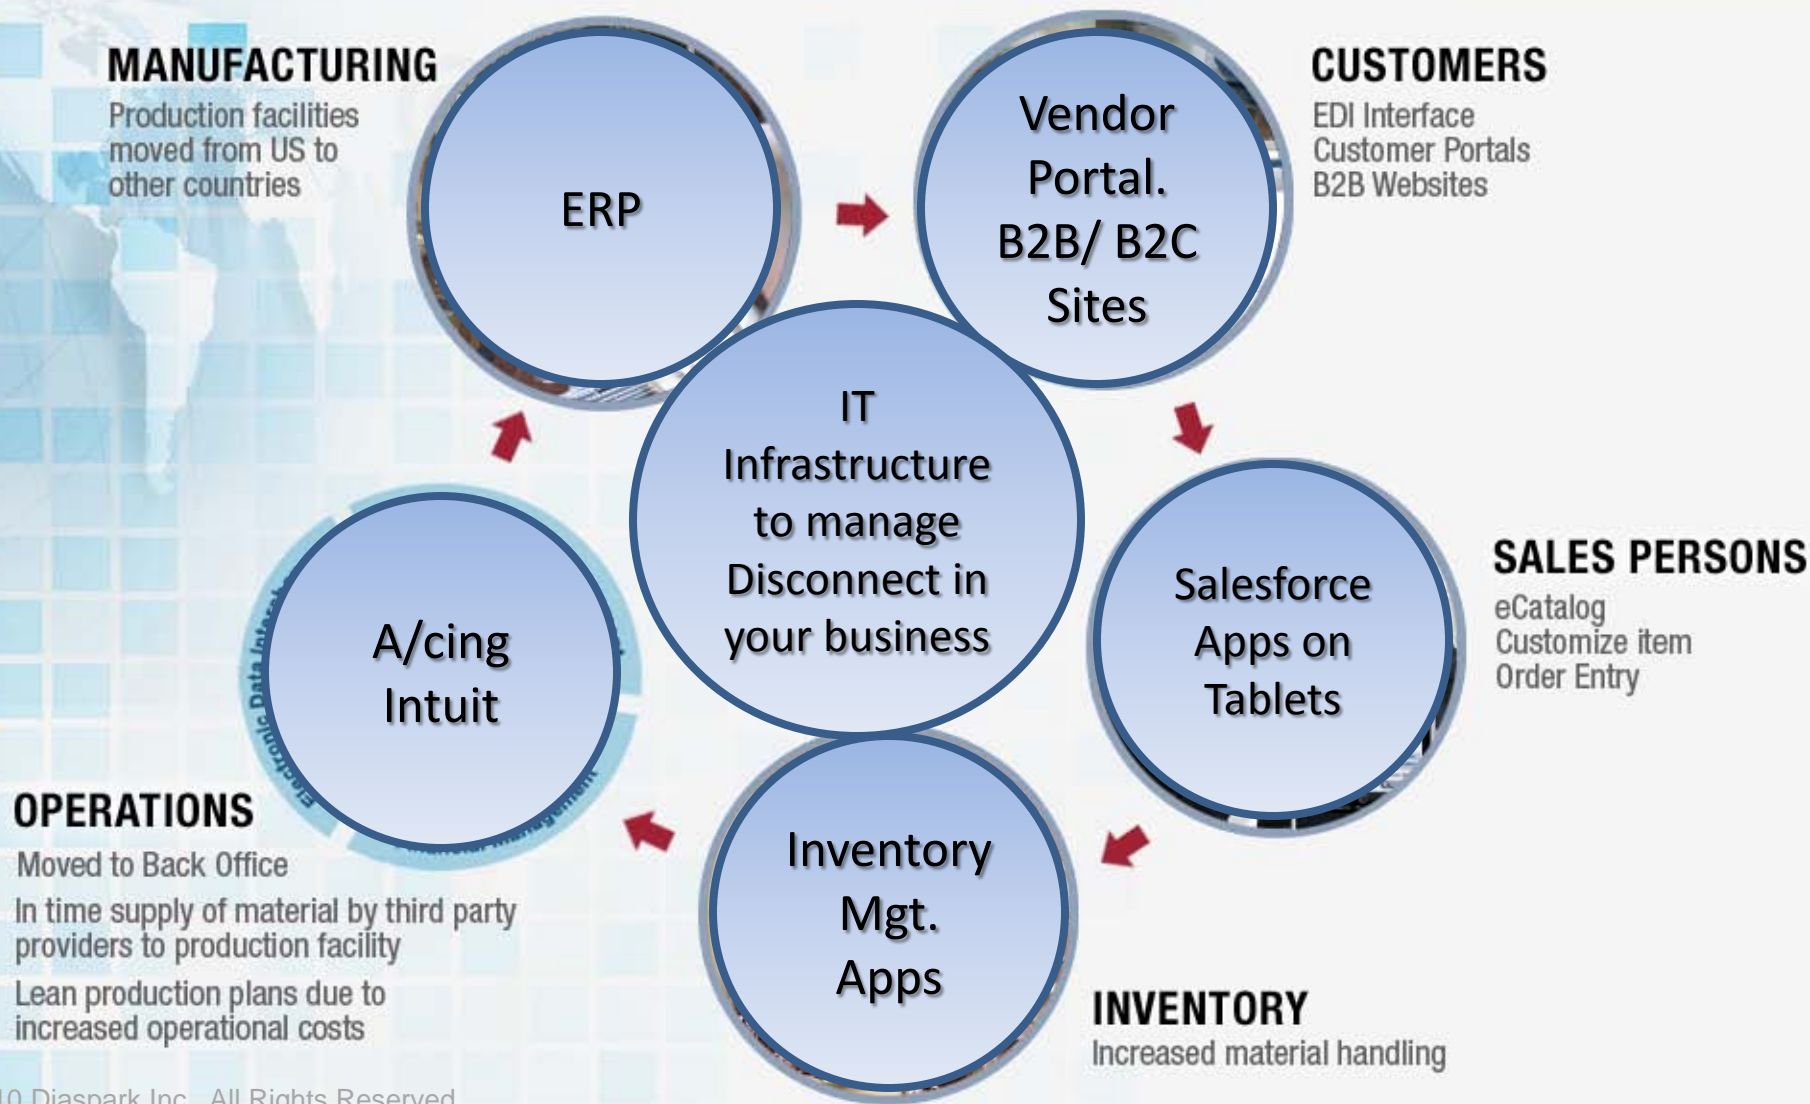 MANUFACTURING
Production facilities
moved from US to
other countries
ERP
Vendor
Portal.
B2B/ B2C
Sites
CUSTOMERS
EDI Interface
Customer Portals
B2B Websites
IT
Infrastructure
to manage
Disconnect in
your business
Salesforce
Apps on
Tablets
SALES PERSONS
eCatalog
Customize item
Order Entry
A/cing
Intuit
Electronic Data
Inventory
Mgt.
Apps
INVENTORY
Increased material handling
OPERATIONS
Moved to Back Office
In time supply of material by third party
providers to production facility
Lean production plans due to
increased operational costs
10 Diaspark Inc. All Rights Reserved